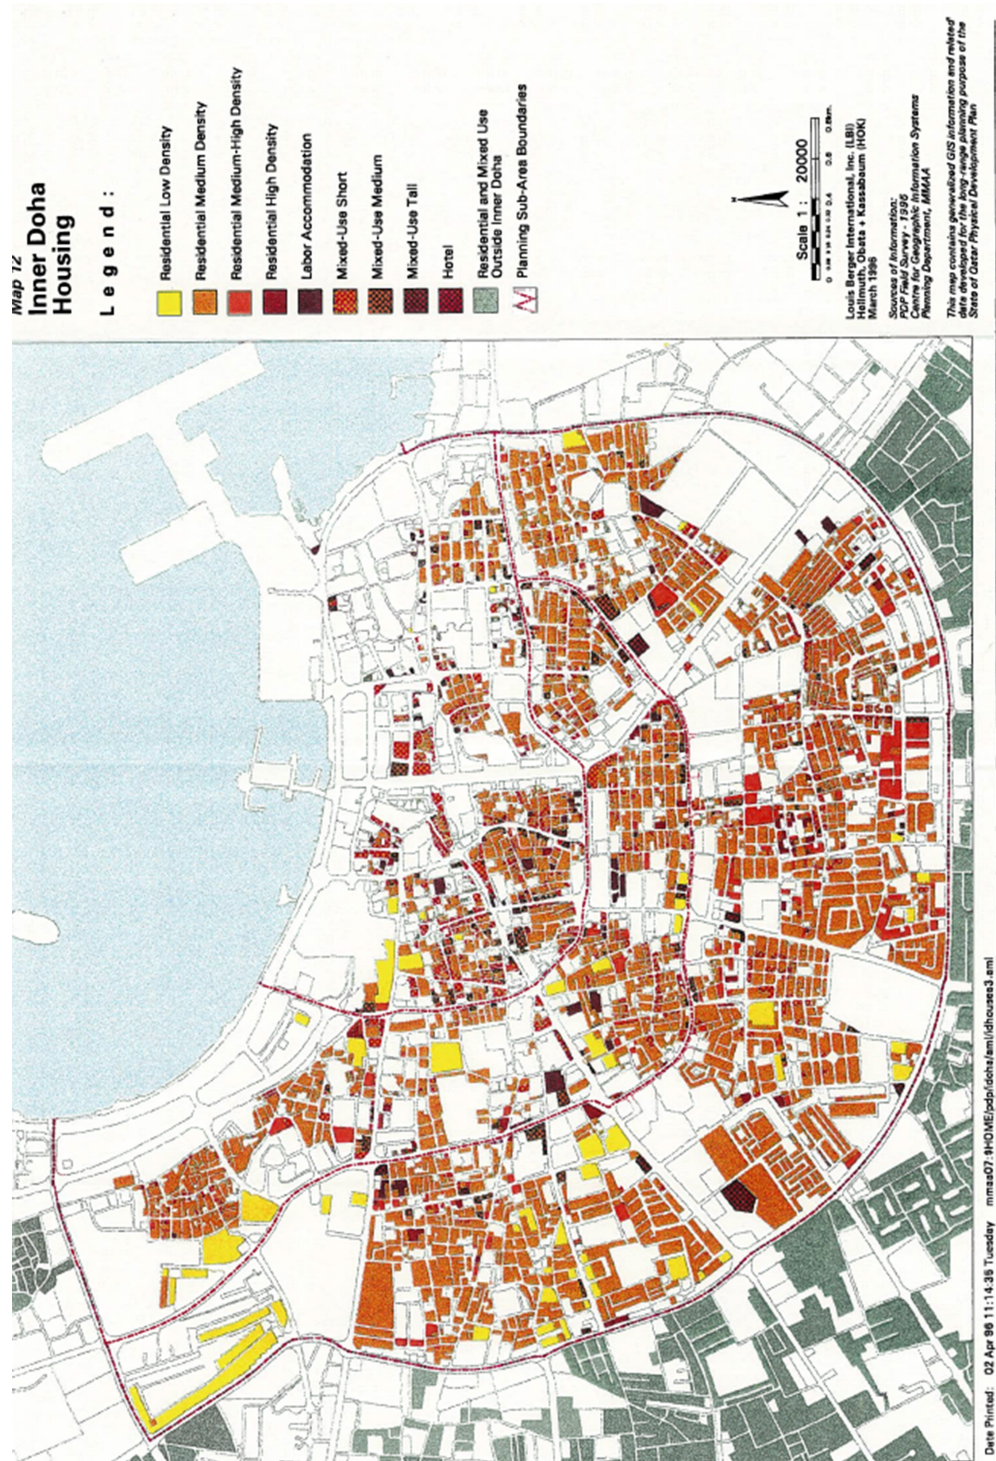 Map 12
Inner Doha
Housing
Legend:
Residential Low Density
Residential Medium Density
Residential Medium-High Density
Residential High Density
Labor Accomodation
Mixed-Use Short
Mixed-Use Medium
Mixed-Use Tall
Hotel
Residential and Mixed Use
Outside Inner Doha
Planning Sub-Area Boundaries
Scale 1: 20000
Louis Berger International, Inc. (LBI)
Hellmuth, Obata + Kassabaum (HOK)
March 1996
Sources of Information:
PDP Field Survey - 1996
Centre for Geographic Information Systems
Planning Department, MMAA
This map contains generalized GIS information and related
data developed for the long-range planning purpose of the
State of Qatar Physical Development Plan
Date Printed: 02 Apr 96 11:14:35 Tuesday